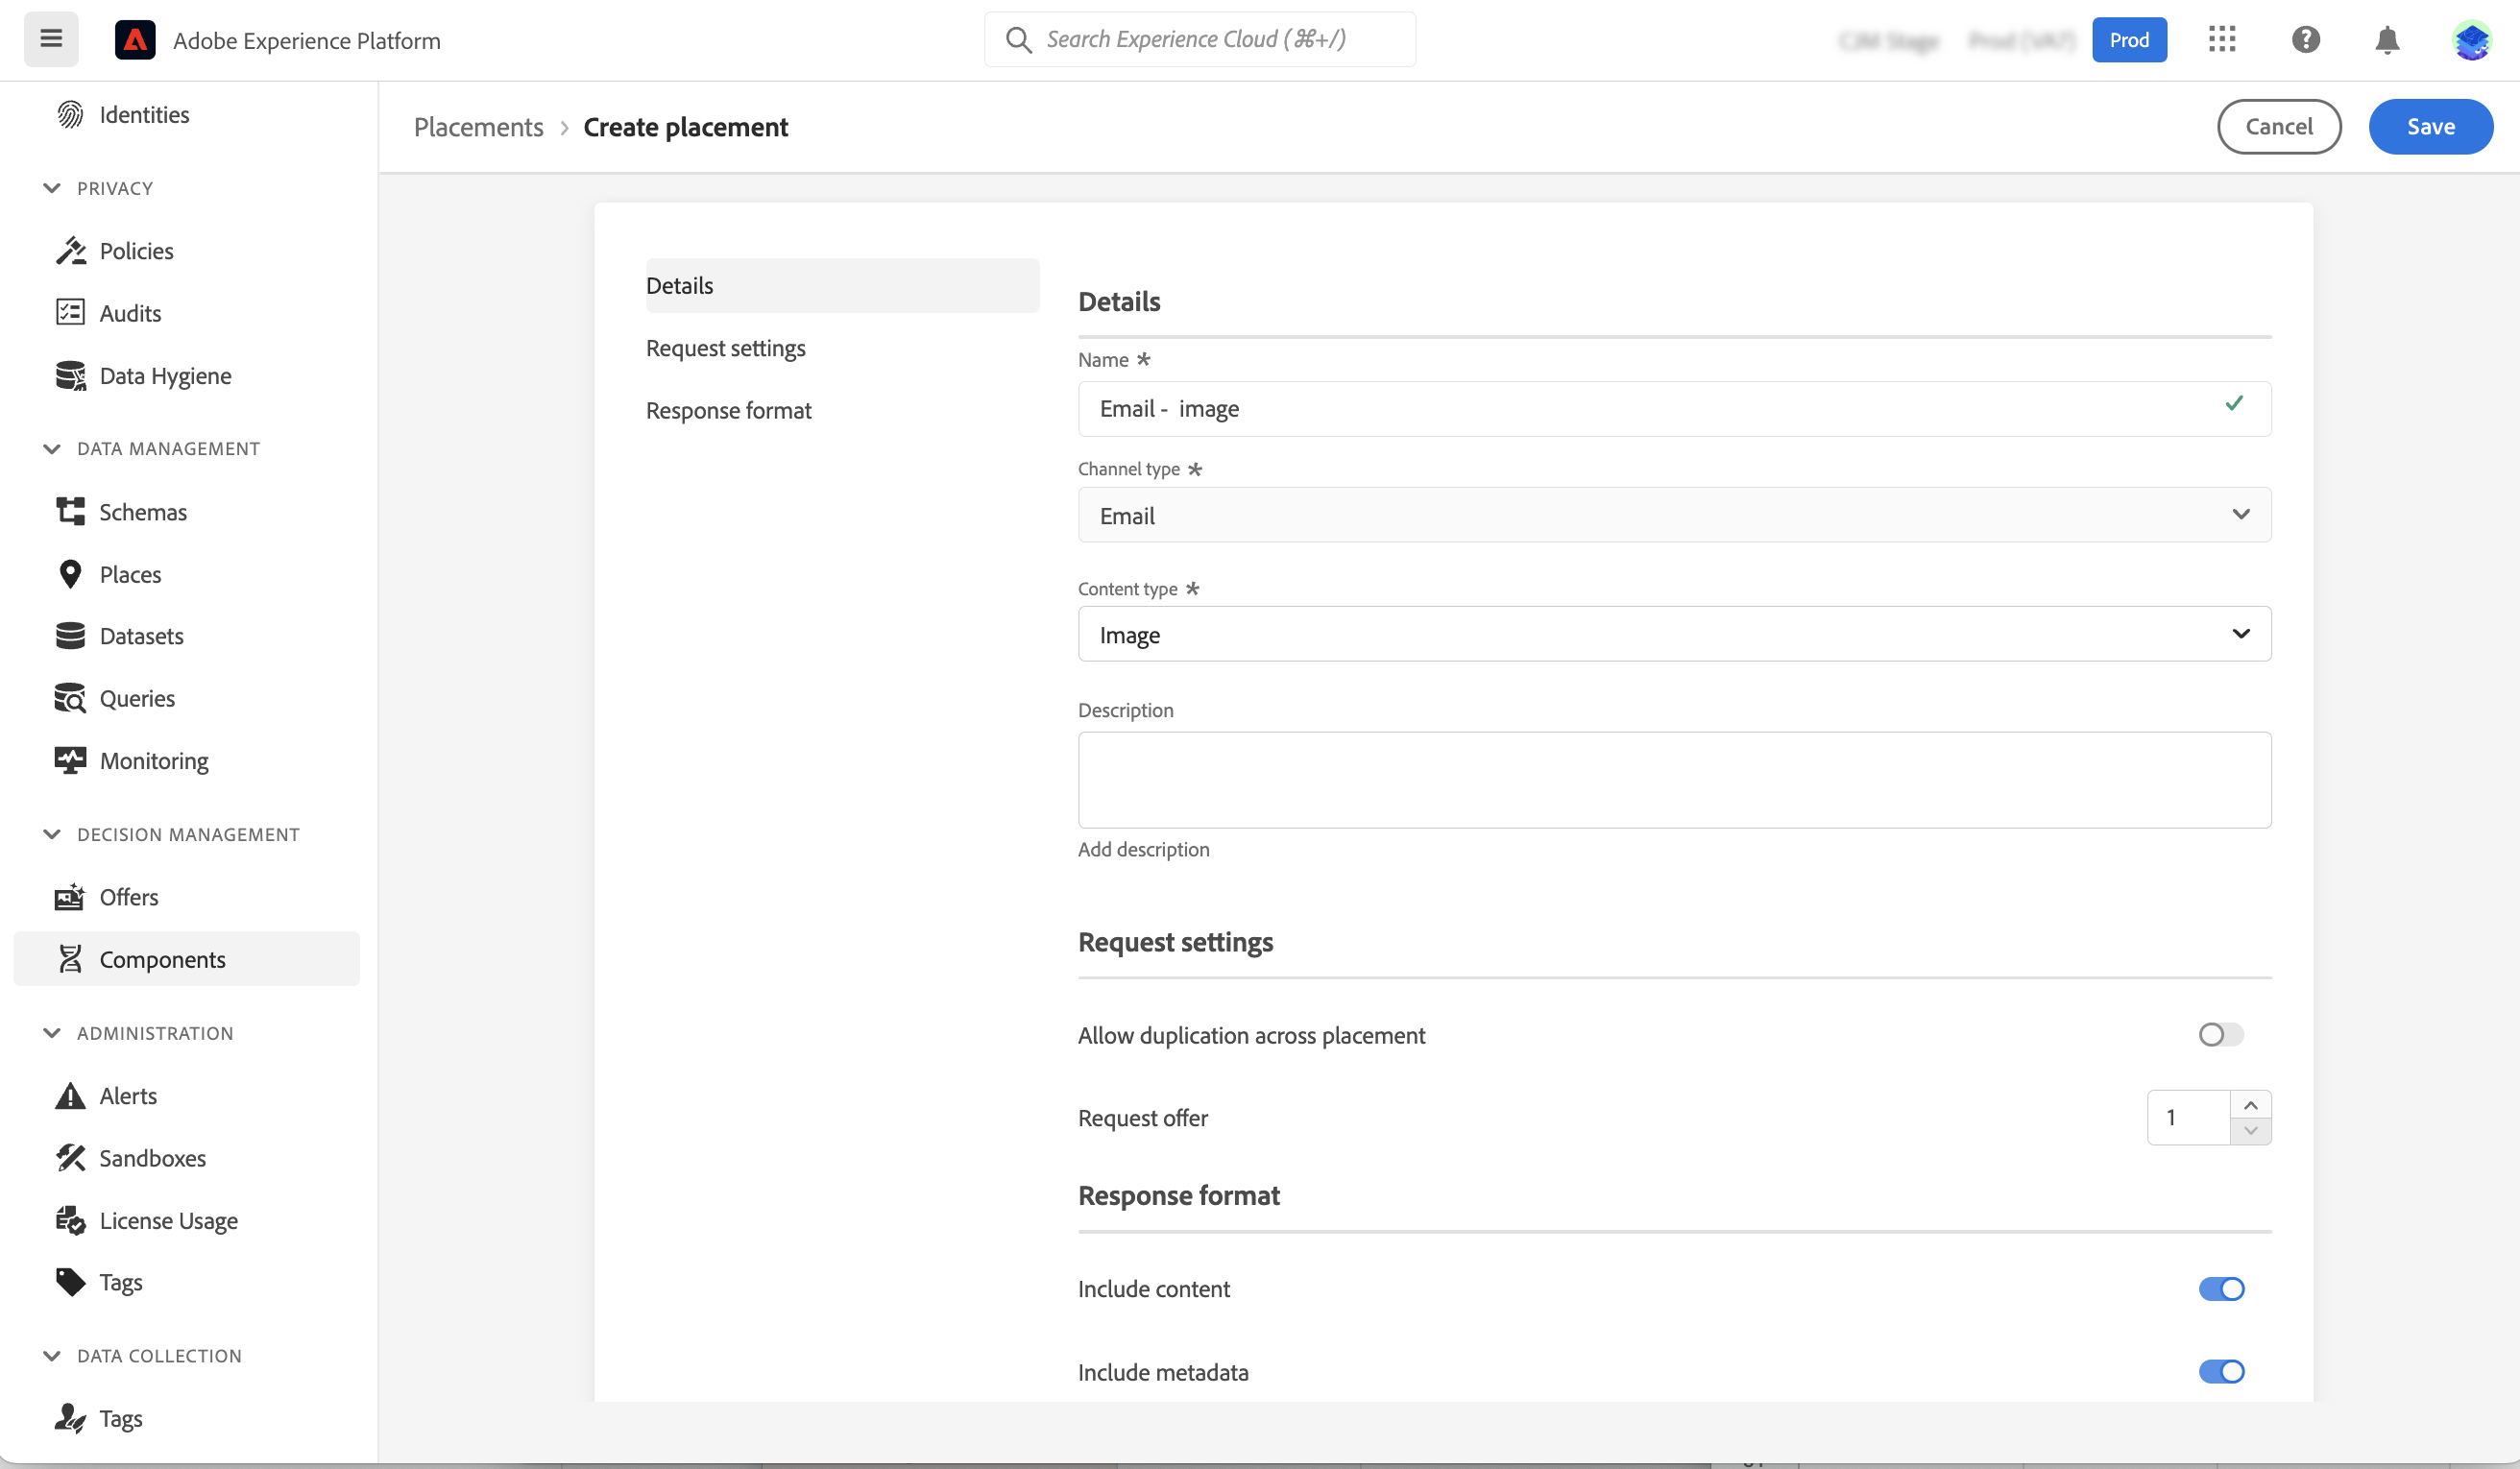 Adobe Experience Platform
Search Experience Cloud (⌘+/)
Prod
Identities
PRIVACY
Policies
Audits
Data Hygiene
DATA MANAGEMENT
Schemas
Places
Datasets
Queries
Monitoring
DECISION MANAGEMENT
Offers
Components
ADMINISTRATION
Alerts
Sandboxes
License Usage
Tags
DATA COLLECTION
Tags
Placements > Create placement
Cancel
Save
Details
Request settings
Response format
Details
Name *
Email - image
Channel type *
Email
Content type *
Image
Description
Add description
Request settings
Allow duplication across placement
Request offer
1
Response format
Include content
Include metadata